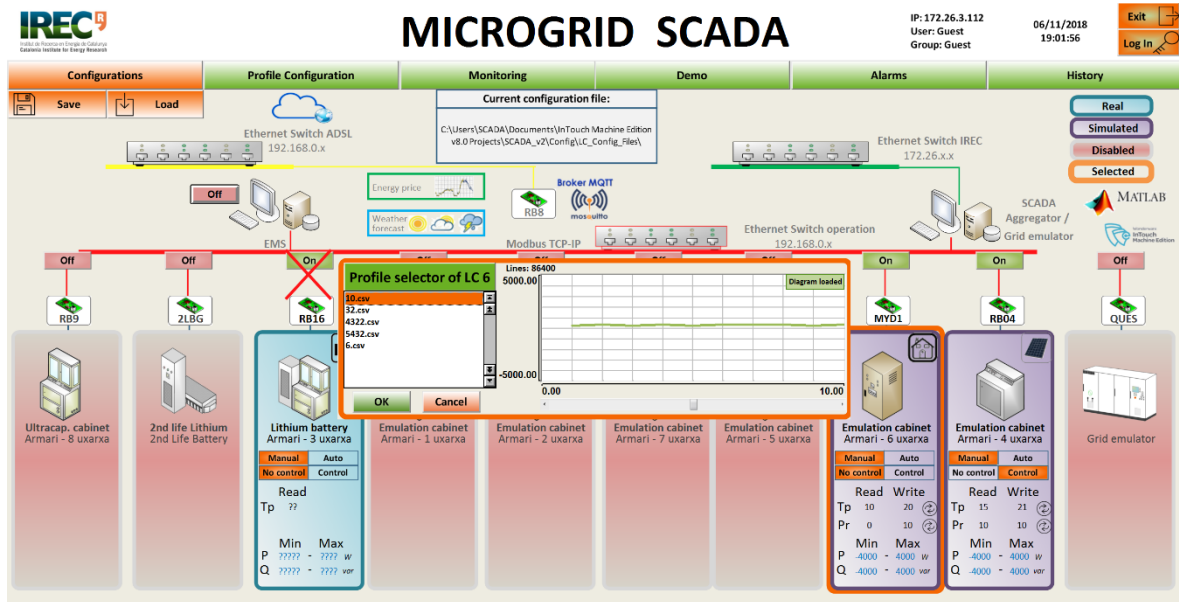 IREC
Institut de Recerca en Energia de Catalunya
Catalonia Institute for Energy Research
MICROGRID SCADA
IP: 172.26.3.112
User: Guest
Group: Guest
06/11/2018
19:01:56
Exit
Log In
Configurations
Profile Configuration
Monitoring
Demo
Alarms
History
Save
Load
Current configuration file:
C:\Users\SCADA\Documents\InTouch Machine Edition
v8.0 Projects\SCADA_v2\Config\LC_Config_Files\
Real
Simulated
Disabled
Selected
Ethernet Switch ADSL
192.168.0.x
Ethernet Switch IREC
172.26.x.x
Off
Energy price
Weather
forecast
RB8
Broker MQTT
mosquitto
SCADA
Aggregator /
Grid emulator
MATLAB
InTouch
Machine Edition
EMS
Modbus TCP-IP
Ethernet Switch operation
192.168.0.x
Off
Off
On
On
On
Off
RB9
2LBG
RB16
MYD1
RB04
QUES
Profile selector of LC 6
10.csv
32.csv
4322.csv
5432.csv
6.csv
OK
Cancel
Lines: 86400
5000.00
Diagram loaded
-5000.00
0.00
10.00
Ultracap. cabinet
Armari - 8 uxarxa
2nd life Lithium
2nd Life Battery
Lithium battery
Armari - 3 uxarxa
Emulation cabinet
Armari - 1 uxarxa
Emulation cabinet
Armari - 2 uxarxa
Emulation cabinet
Armari - 7 uxarxa
Emulation cabinet
Armari - 5 uxarxa
Emulation cabinet
Armari - 6 uxarxa
Emulation cabinet
Armari - 4 uxarxa
Grid emulator
Manual Auto
No control Control
Read
Tp ??
Min Max
P ????? - ???? W
Q ????? - ???? var
Manual Auto
No control Control
Read Write
Tp 10 20
Pr 0 10
Min Max
P -4000 - 4000 W
Q -4000 - 4000 var
Manual Auto
No control Control
Read Write
Tp 15 21
Pr 10 10
Min Max
P -4000 - 4000 W
Q -4000 - 4000 var